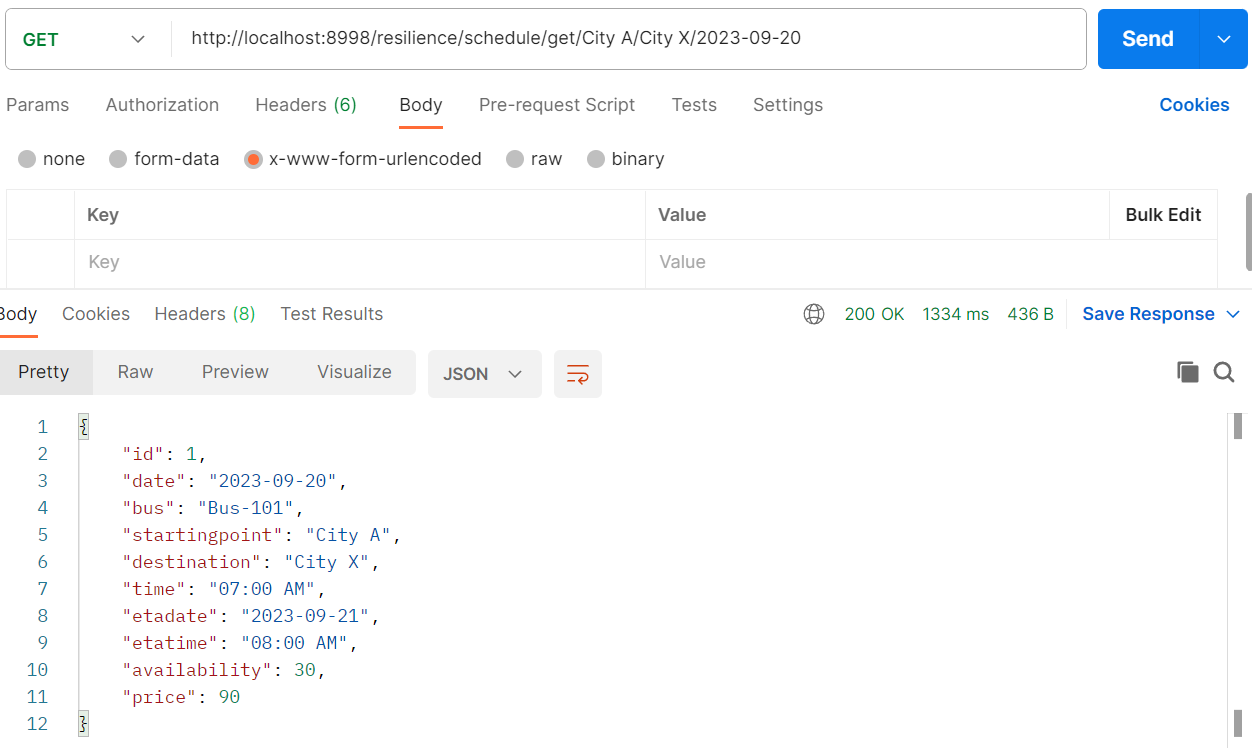 GET http://localhost:8998/resilience/schedule/get/City A/City X/2023-09-20 Send
Params Authorization Headers (6) Body Pre-request Script Tests Settings Cookies
none form-data x-www-form-urlencoded raw binary
Key Value Bulk Edit
Key Value
Body Cookies Headers (8) Test Results 200 OK 1334 ms 436 B Save Response
Pretty Raw Preview Visualize JSON
1 {
2 "id": 1,
3 "date": "2023-09-20",
4 "bus": "Bus-101",
5 "startingpoint": "City A",
6 "destination": "City X",
7 "time": "07:00 AM",
8 "etadate": "2023-09-21",
9 "etatime": "08:00 AM",
10 "availability": 30,
11 "price": 90
12 }